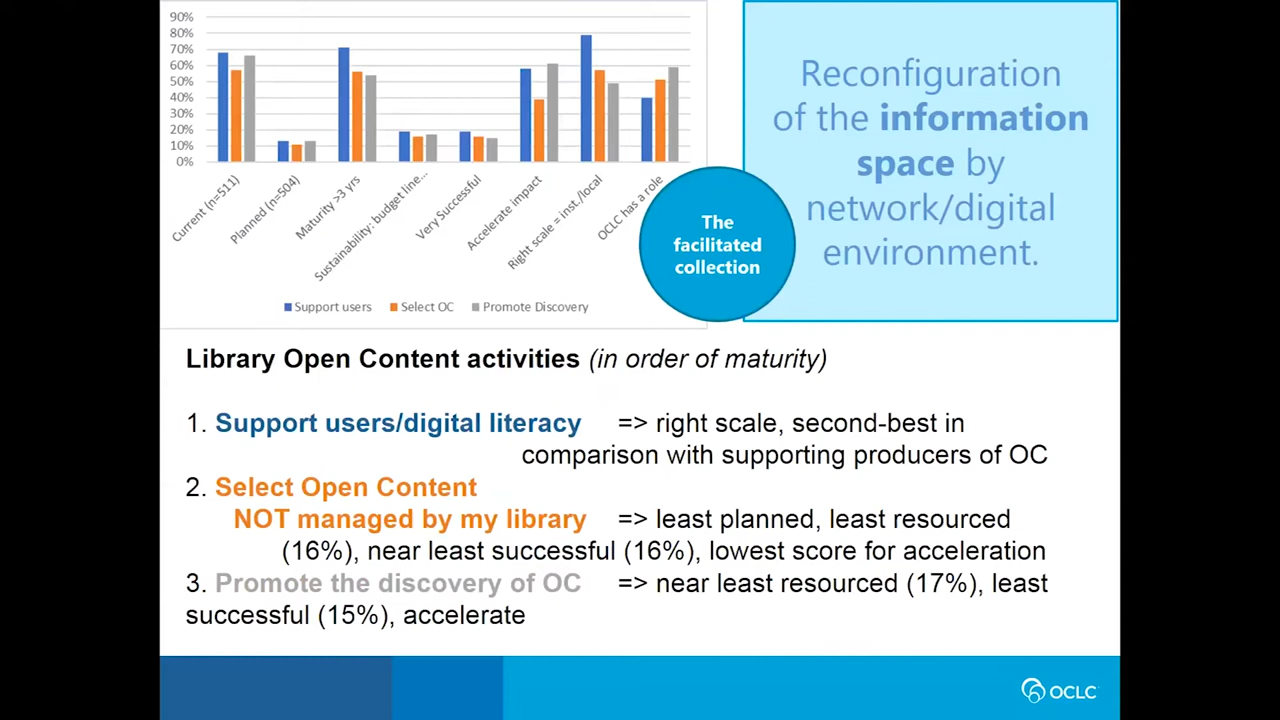 90%
80%
70%
60%
50%
40%
30%
20%
10%
0%
Current (n=511)
Planned (n=504)
Maturity >3 yrs
Sustainability: budget line...
Very Successful
Accelerate impact
Right scale = inst./local
OCLC has a role
Support users
Select OC
Promote Discovery
The
facilitated
collection
Reconfiguration
of the information
space by
network/digital
environment.
Library Open Content activities (in order of maturity)
1. Support users/digital literacy => right scale, second-best in
comparison with supporting producers of OC
2. Select Open Content
NOT managed by my library => least planned, least resourced
(16%), near least successful (16%), lowest score for acceleration
3. Promote the discovery of OC => near least resourced (17%), least
successful (15%), accelerate
OCLC